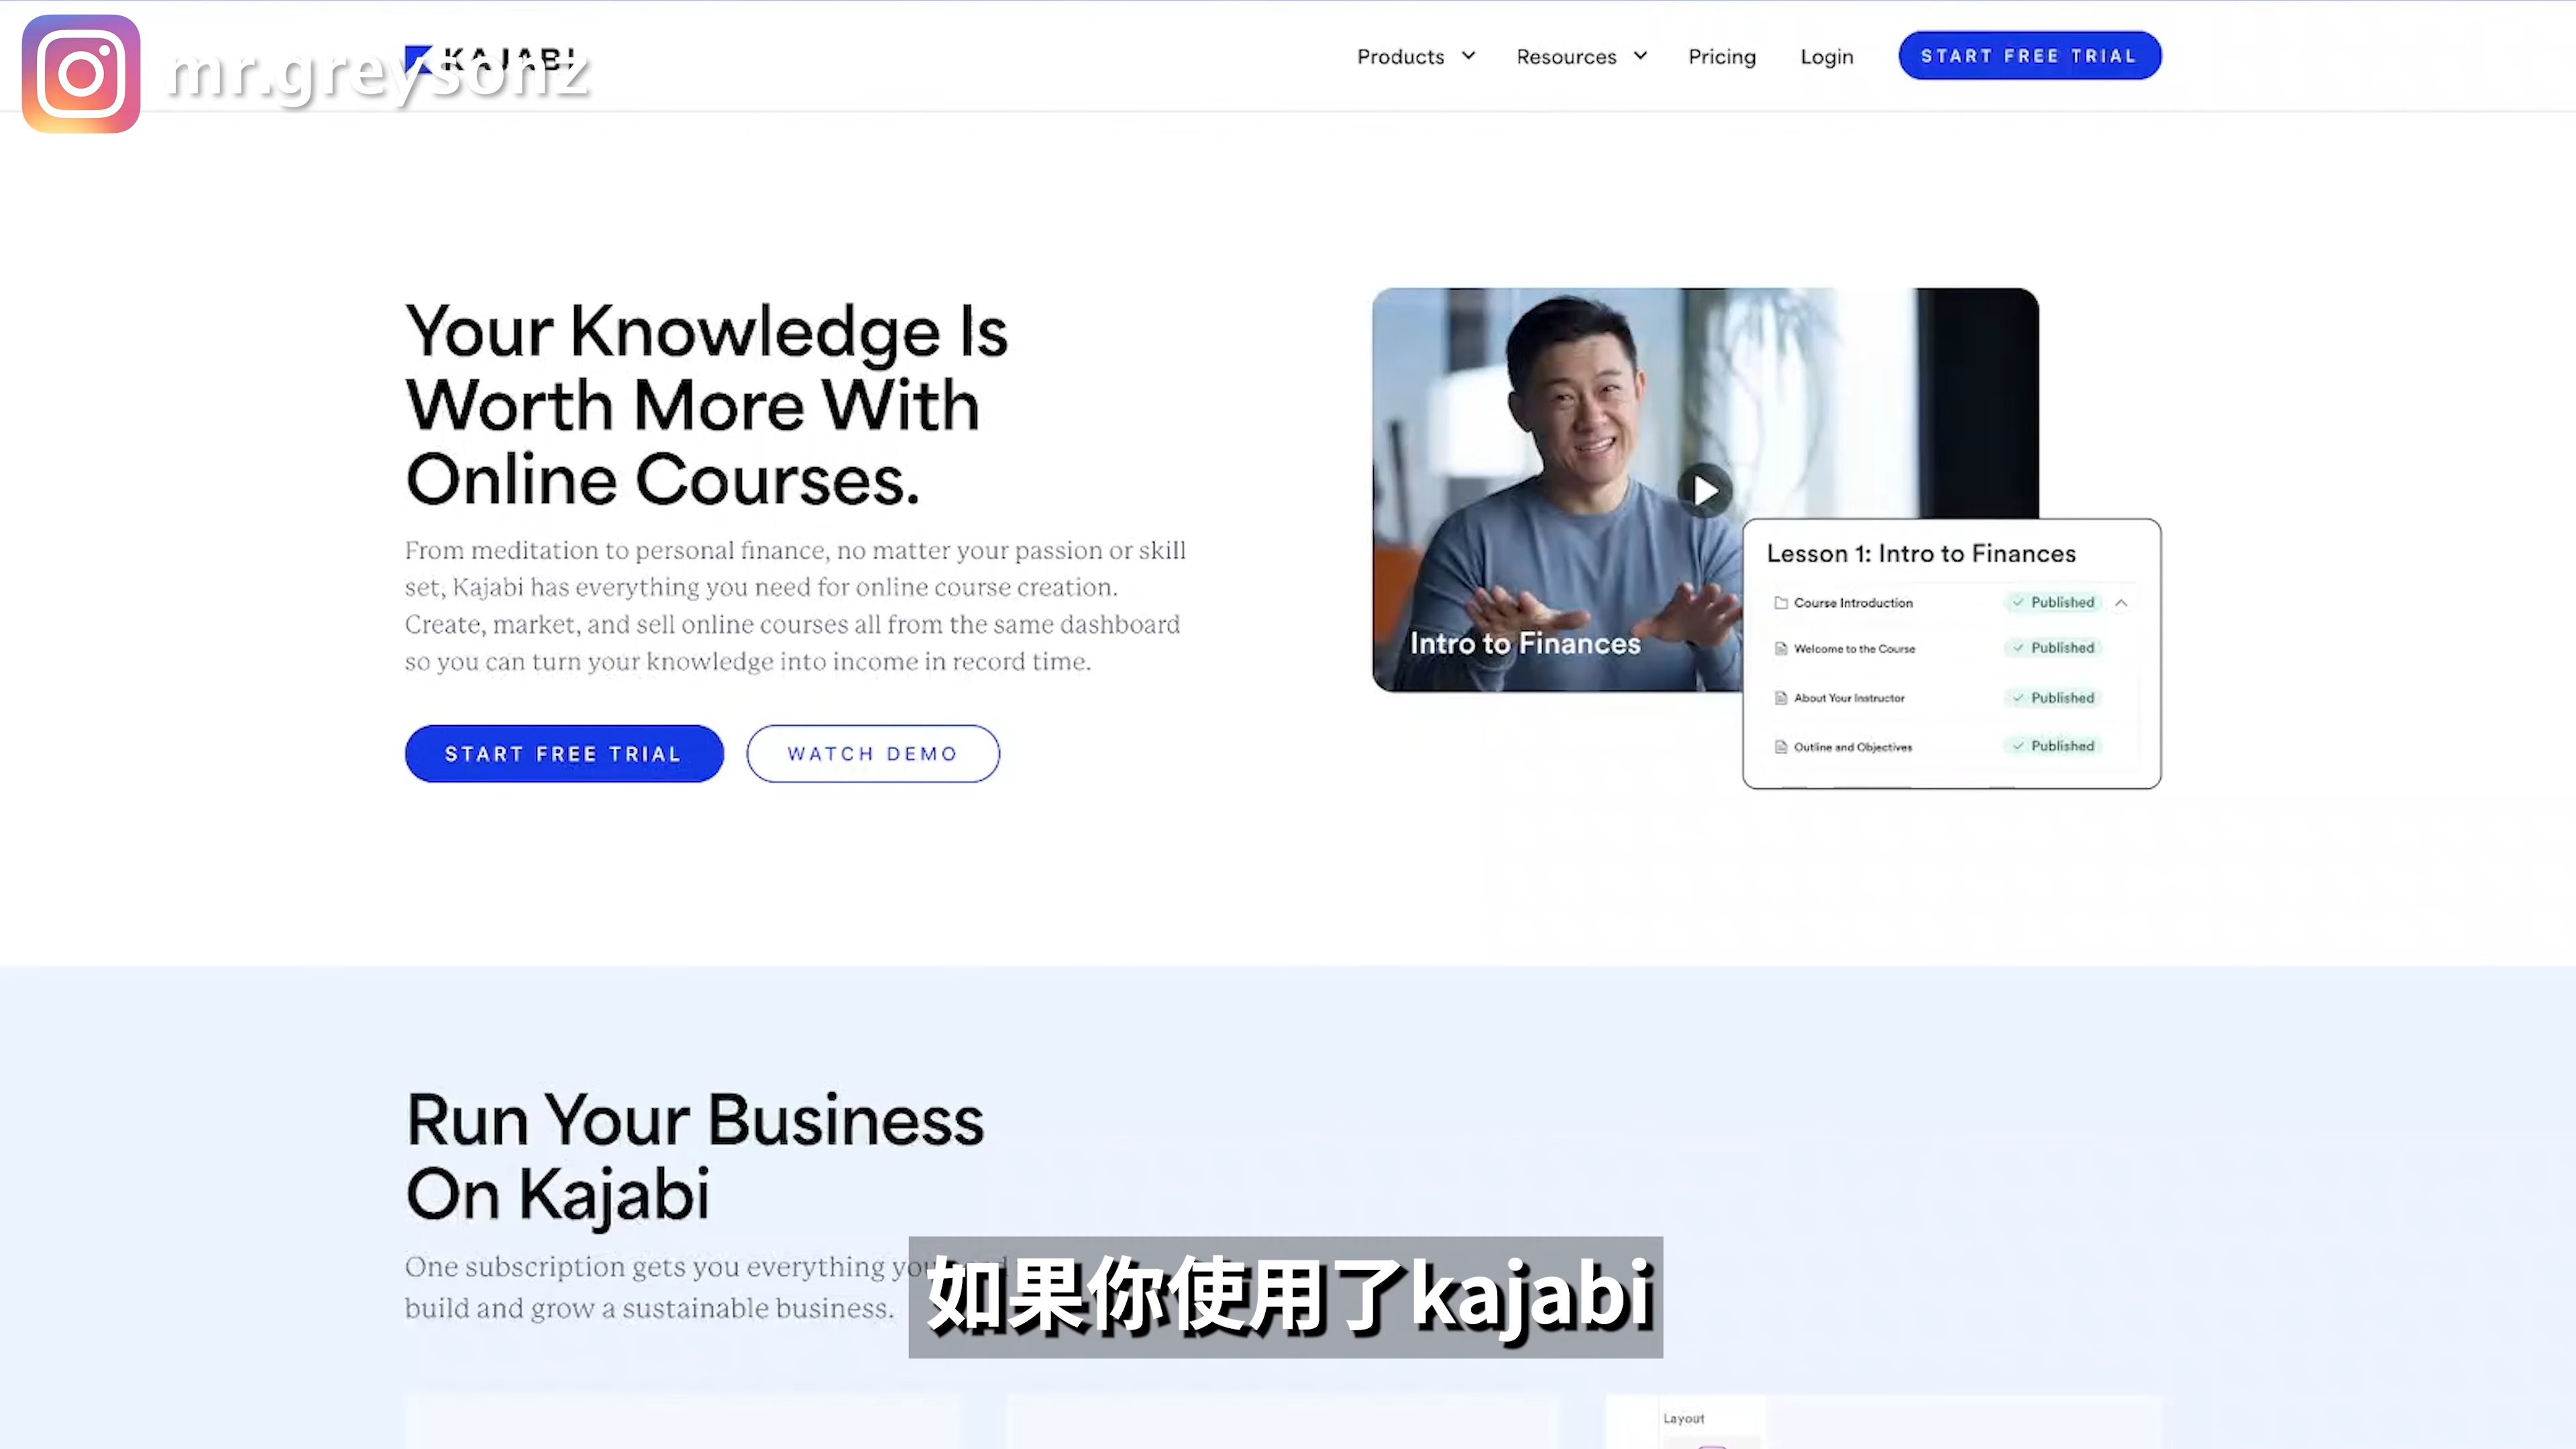 KAJABI
mr.greysonz
Products
Resources
Pricing
Login
START FREE TRIAL
Your Knowledge Is
Worth More With
Online Courses.
From meditation to personal finance, no matter your passion or skill
set, Kajabi has everything you need for online course creation.
Create, market, and sell online courses all from the same dashboard
so you can turn your knowledge into income in record time.
START FREE TRIAL
WATCH DEMO
Intro to Finances
Lesson 1: Intro to Finances
Course Introduction
Published
Welcome to the Course
Published
About Your Instructor
Published
Outline and Objectives
Published
Run Your Business
On Kajabi
One subscription gets you everything you
build and grow a sustainable business.
如果你使用了kajabi
Layout